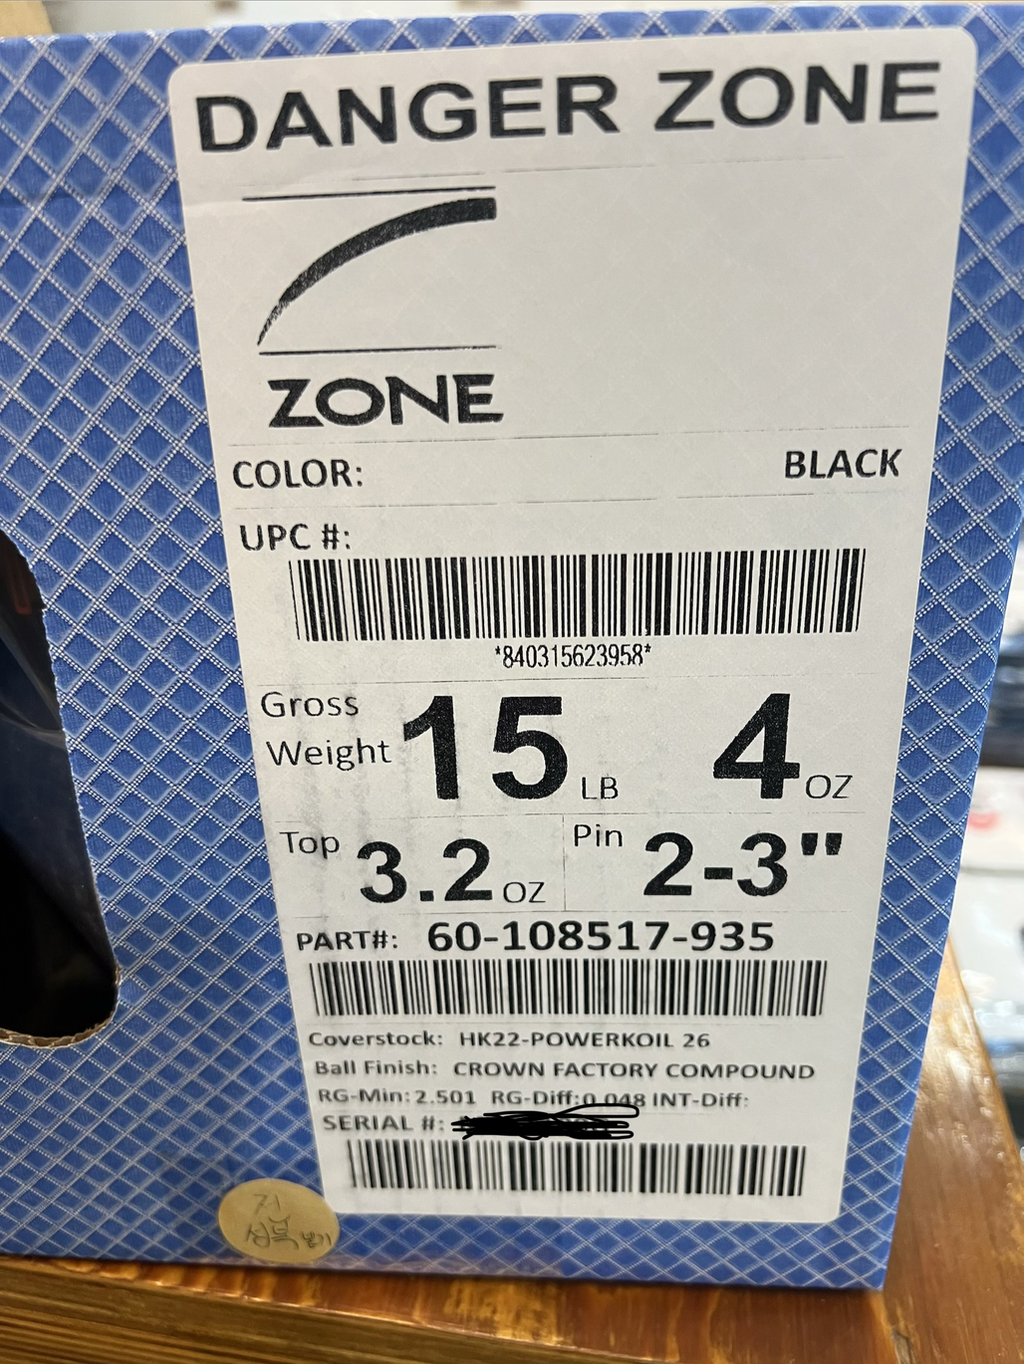 DANGER ZONE
ZONE
COLOR: BLACK
UPC #:
*840315623958*
Gross Weight 15 LB 4 OZ
Top 3.2 OZ Pin 2-3"
PART#: 60-108517-935
Coverstock: HK22-POWERKOIL 26
Ball Finish: CROWN FACTORY COMPOUND
RG-Min: 2.501 RG-Diff: 0.048 INT-Diff:
SERIAL #: